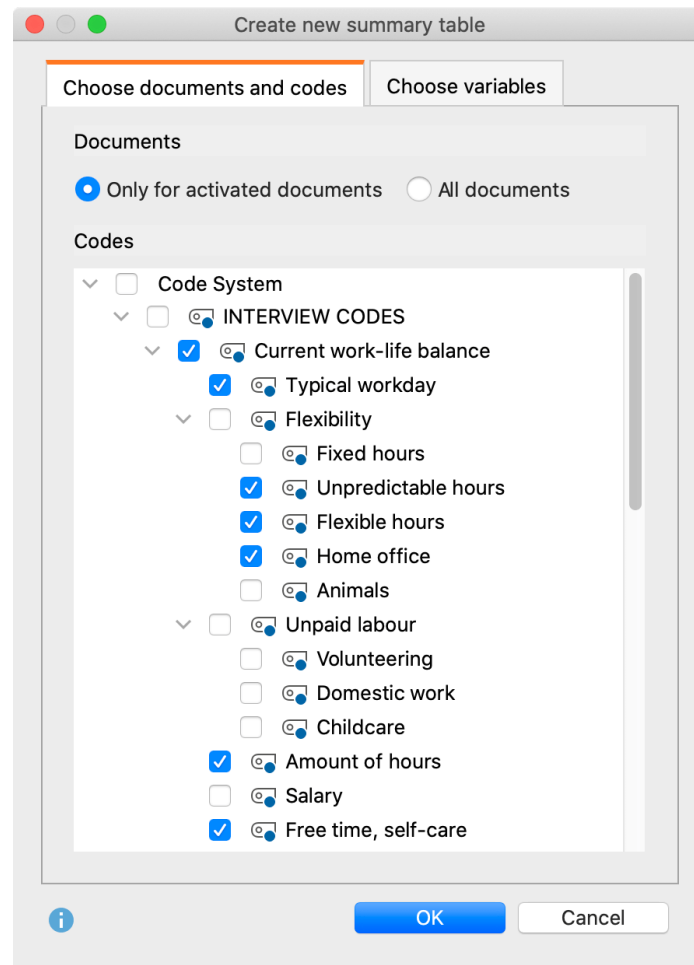 Create new summary table
Choose documents and codes Choose variables
Documents
Only for activated documents All documents
Codes
Code System
INTERVIEW CODES
Current work-life balance
Typical workday
Flexibility
Fixed hours
Unpredictable hours
Flexible hours
Home office
Animals
Unpaid labour
Volunteering
Domestic work
Childcare
Amount of hours
Salary
Free time, self-care
OK Cancel